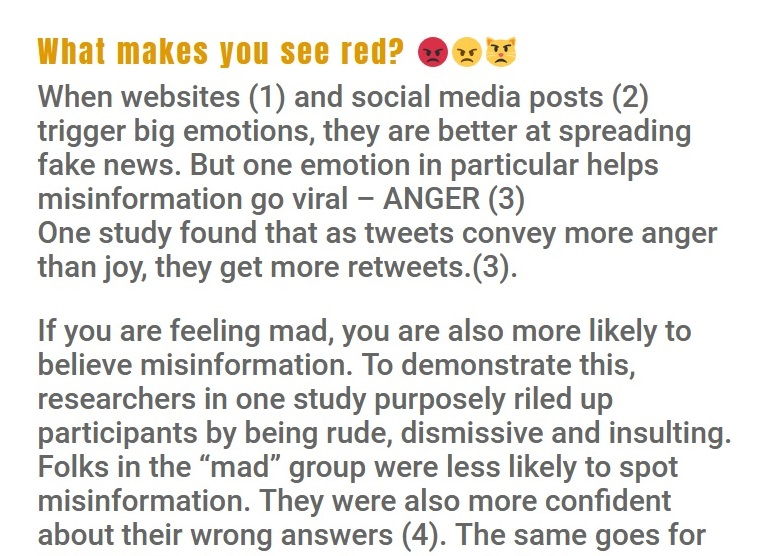 What makes you see red? 😡😠😾
When websites (1) and social media posts (2)
trigger big emotions, they are better at spreading
fake news. But one emotion in particular helps
misinformation go viral – ANGER (3)
One study found that as tweets convey more anger
than joy, they get more retweets.(3).
If you are feeling mad, you are also more likely to
believe misinformation. To demonstrate this,
researchers in one study purposely riled up
participants by being rude, dismissive and insulting.
Folks in the “mad” group were less likely to spot
misinformation. They were also more confident
about their wrong answers (4). The same goes for